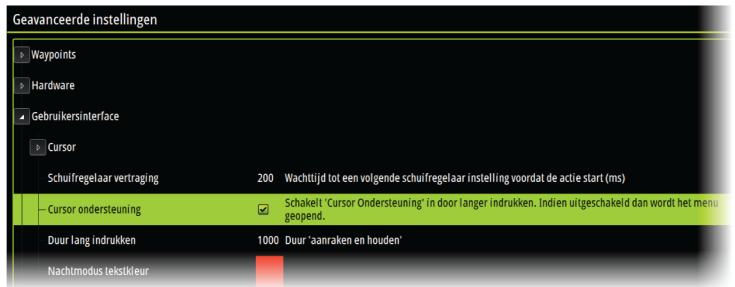 Geavanceerde instellingen
Waypoints
Hardware
Gebruikersinterface
Cursor
Schuifregelaar vertraging 200 Wachttijd tot een volgende schuifregelaar instelling voordat de actie start (ms)
Cursor ondersteuning Schakelt 'Cursor Ondersteuning' in door langer indrukken. Indien uitgeschakeld dan wordt het menu
geopend.
Duur lang indrukken 1000 Duur 'aanraken en houden'
Nachtmodus tekstkleur